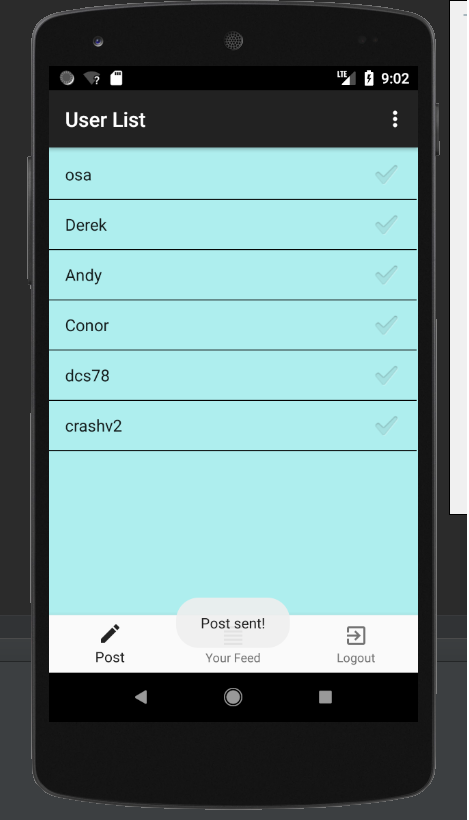 LTE 9:02
User List
osa
Derek
Andy
Conor
dcs78
crashv2
Post sent!
Post
Your Feed
Logout